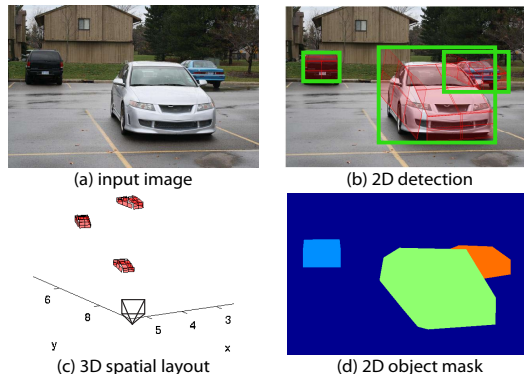 (a) input image
(b) 2D detection
6
8
5
4
3
y
x
(c) 3D spatial layout
(d) 2D object mask